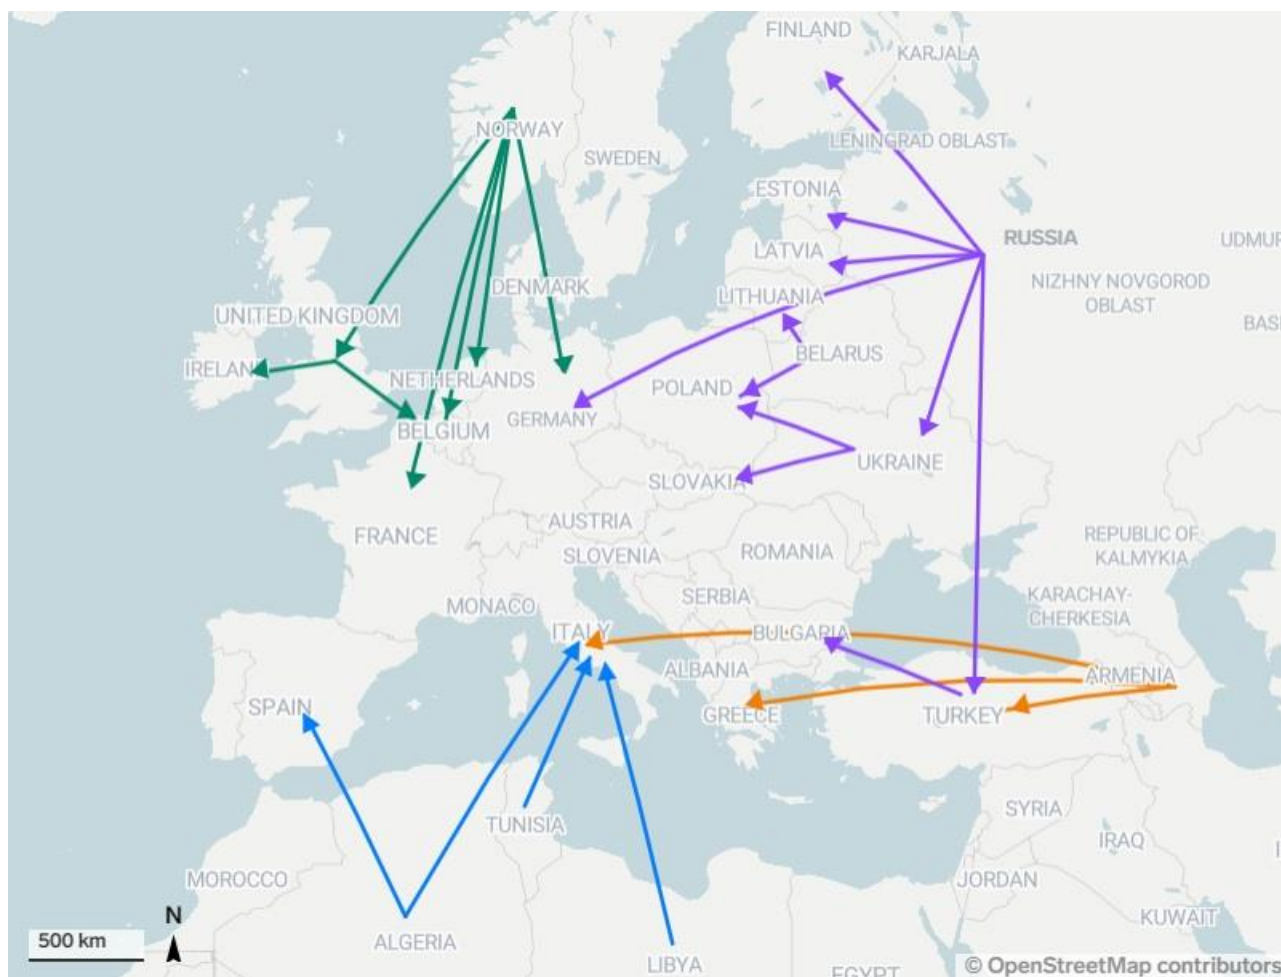 FINLAND
KARJALA
NORWAY
LENINGRAD OBLAST
SWEDEN
ESTONIA
RUSSIA
UDMUR
LATVIA
NIZHNY NOVGOROD
OBLAST
DENMARK
LITHUANIA
UNITED KINGDOM
BASI
BELARUS
IRELAN
NETHERLANDS
POLAND
GERMANY
BELGIUM
UKRAINE
SLOVAKIA
AUSTRIA
FRANCE
REPUBLIC OF
KALMYKIA
SLOVENIA
ROMANIA
SERBIA
KARACHAY-
CHERKESIA
MONACO
ITALY
BULGARIA
ALBANIA
ARMENIA
SPAIN
GREECE
TURKEY
SYRIA
TUNISIA
IRAQ
MOROCCO
JORDAN
KUWAIT
N
500 km
ALGERIA
LIBYA
EGYPT
© OpenStreetMap contributors